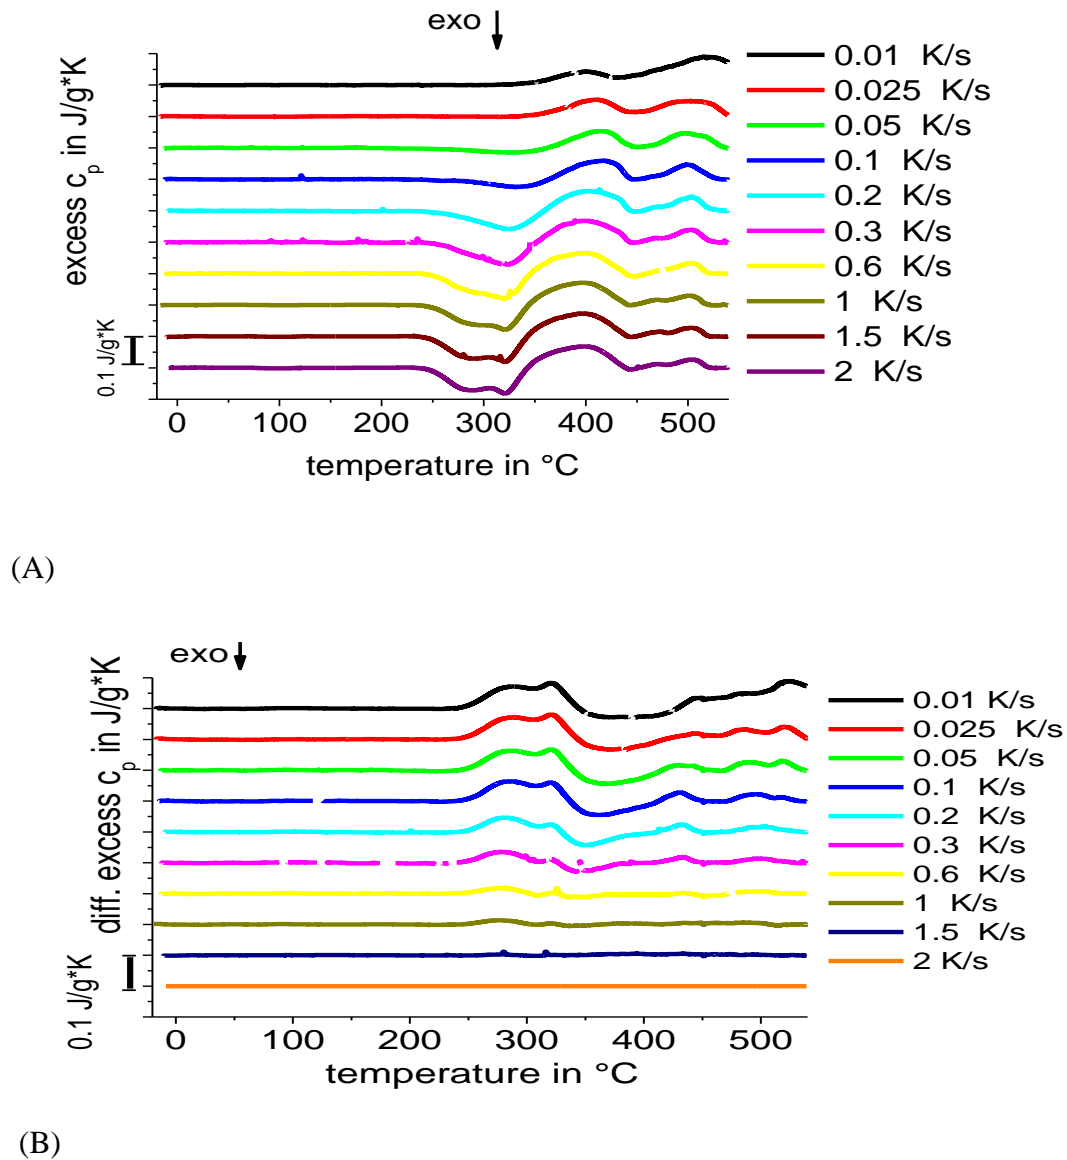 exo
excess cp in J/g*K
0.1 J/g*K
0.01 K/s
0.025 K/s
0.05 K/s
0.1 K/s
0.2 K/s
0.3 K/s
0.6 K/s
1 K/s
1.5 K/s
2 K/s
0 100 200 300 400 500
temperature in °C
(A)
exo
diff. excess cp in J/g*K
0.1 J/g*K
0.01 K/s
0.025 K/s
0.05 K/s
0.1 K/s
0.2 K/s
0.3 K/s
0.6 K/s
1 K/s
1.5 K/s
2 K/s
0 100 200 300 400 500
temperature in °C
(B)